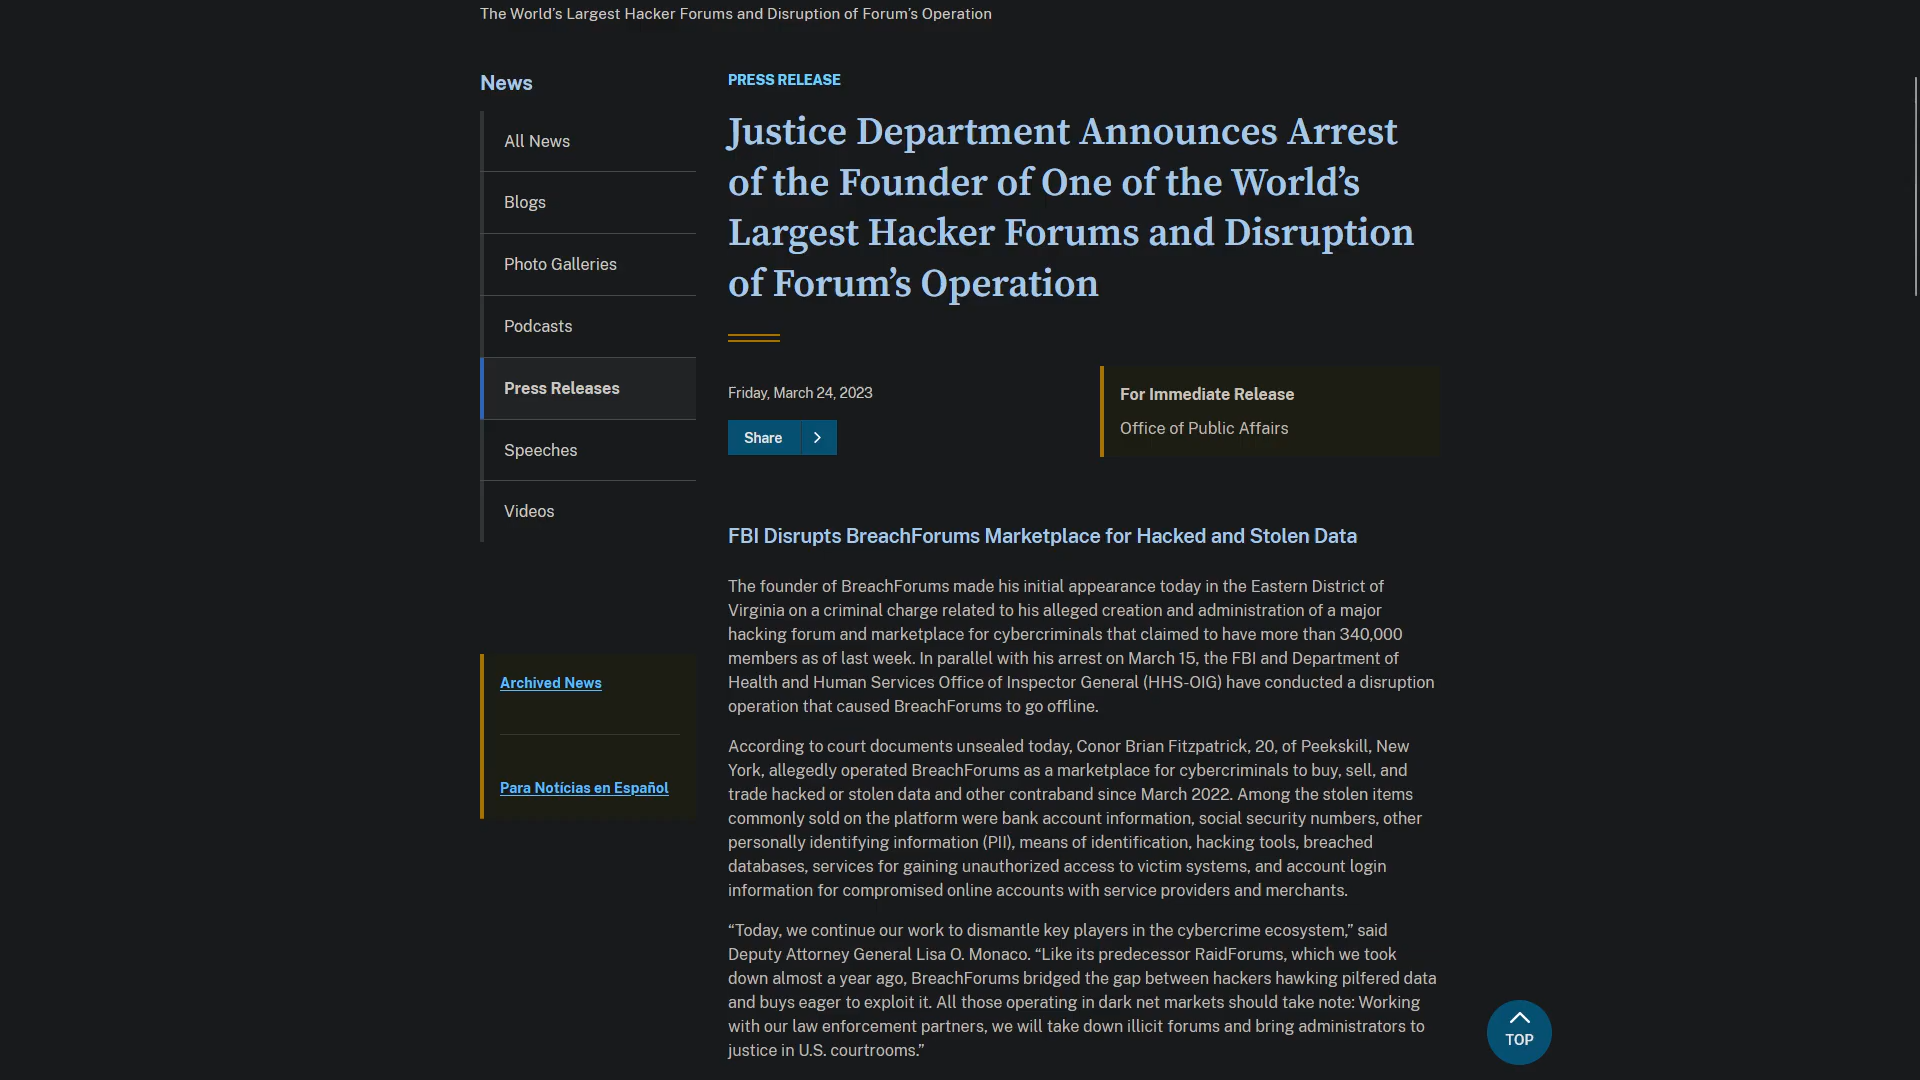 The World’s Largest Hacker Forums and Disruption of Forum’s Operation
News
All News
Blogs
Photo Galleries
Podcasts
Press Releases
Speeches
Videos
Archived News
Para Notícias en Español
PRESS RELEASE
Justice Department Announces Arrest
of the Founder of One of the World’s
Largest Hacker Forums and Disruption
of Forum’s Operation
Friday, March 24, 2023
Share
For Immediate Release
Office of Public Affairs
FBI Disrupts BreachForums Marketplace for Hacked and Stolen Data
The founder of BreachForums made his initial appearance today in the Eastern District of
Virginia on a criminal charge related to his alleged creation and administration of a major
hacking forum and marketplace for cybercriminals that claimed to have more than 340,000
members as of last week. In parallel with his arrest on March 15, the FBI and Department of
Health and Human Services Office of Inspector General (HHS-OIG) have conducted a disruption
operation that caused BreachForums to go offline.
According to court documents unsealed today, Conor Brian Fitzpatrick, 20, of Peekskill, New
York, allegedly operated BreachForums as a marketplace for cybercriminals to buy, sell, and
trade hacked or stolen data and other contraband since March 2022. Among the stolen items
commonly sold on the platform were bank account information, social security numbers, other
personally identifying information (PII), means of identification, hacking tools, breached
databases, services for gaining unauthorized access to victim systems, and account login
information for compromised online accounts with service providers and merchants.
“Today, we continue our work to dismantle key players in the cybercrime ecosystem,” said
Deputy Attorney General Lisa O. Monaco. “Like its predecessor RaidForums, which we took
down almost a year ago, BreachForums bridged the gap between hackers hawking pilfered data
and buys eager to exploit it. All those operating in dark net markets should take note: Working
with our law enforcement partners, we will take down illicit forums and bring administrators to
justice in U.S. courtrooms.”
TOP